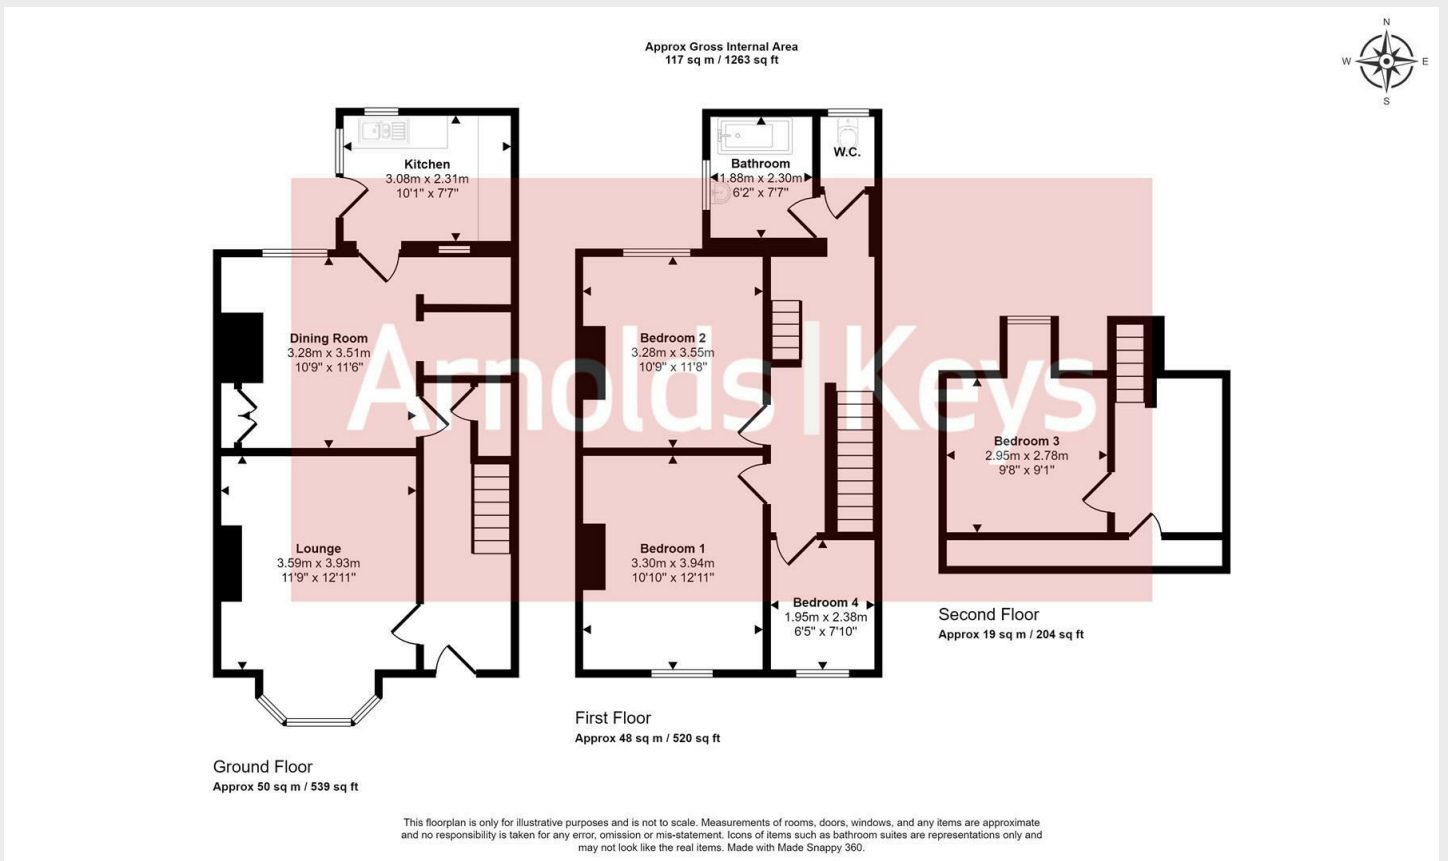 Approx Gross Internal Area
117 sq m / 1263 sq ft
N
W
E
S
Kitchen
3.08m x 2.31m
10'1" x 7'7"
Dining Room
3.28m x 3.51m
10'9" x 11'6"
Lounge
3.59m x 3.93m
11'9" x 12'11"
Ground Floor
Approx 50 sq m / 539 sq ft
Bathroom
1.88m x 2.30m
6'2" x 7'7"
W.C.
Bedroom 2
3.28m x 3.55m
10'9" x 11'8"
Bedroom 1
3.30m x 3.94m
10'10" x 12'11"
Bedroom 4
1.95m x 2.38m
6'5" x 7'10"
First Floor
Approx 48 sq m / 520 sq ft
Bedroom 3
2.95m x 2.78m
9'8" x 9'1"
Second Floor
Approx 19 sq m / 204 sq ft
Arnolds|Keys
This floorplan is only for illustrative purposes and is not to scale. Measurements of rooms, doors, windows, and any items are approximate
and no responsibility is taken for any error, omission or mis-statement. Icons of items such as bathroom suites are representations only and
may not look like the real items. Made with Made Snappy 360.